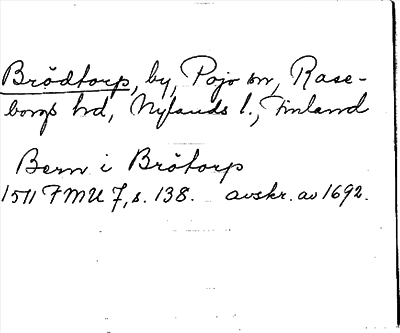 Brödtorp, by, Pojo sn, Rase-
borgs hd, Nylands l., Finland
Bern i Brötorp
1511 FMU 7, s. 138. avskr. av 1692.